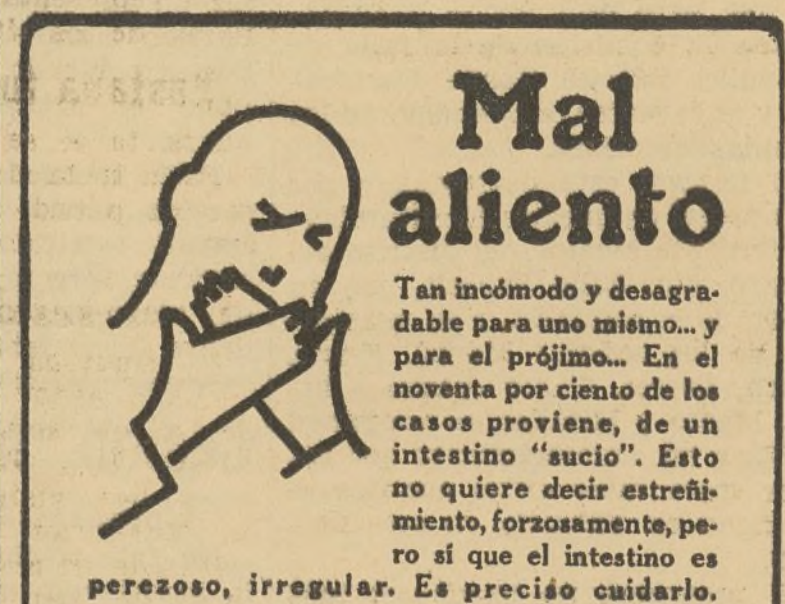 Mal
aliento
Tan incómodo y desagra-
dable para uno mismo... y
para el prójimo... En el
noventa por ciento de los
casos proviene, de un
intestino "sucio". Esto
no quiere decir estreñi-
miento, forzosamente, pe-
ro sí que el intestino es
perezoso, irregular. Es preciso cuidarlo.